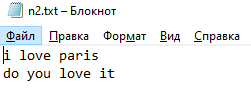 n2.txt – Блокнот
Файл Правка Формат Вид Справка
i love paris
do you love it